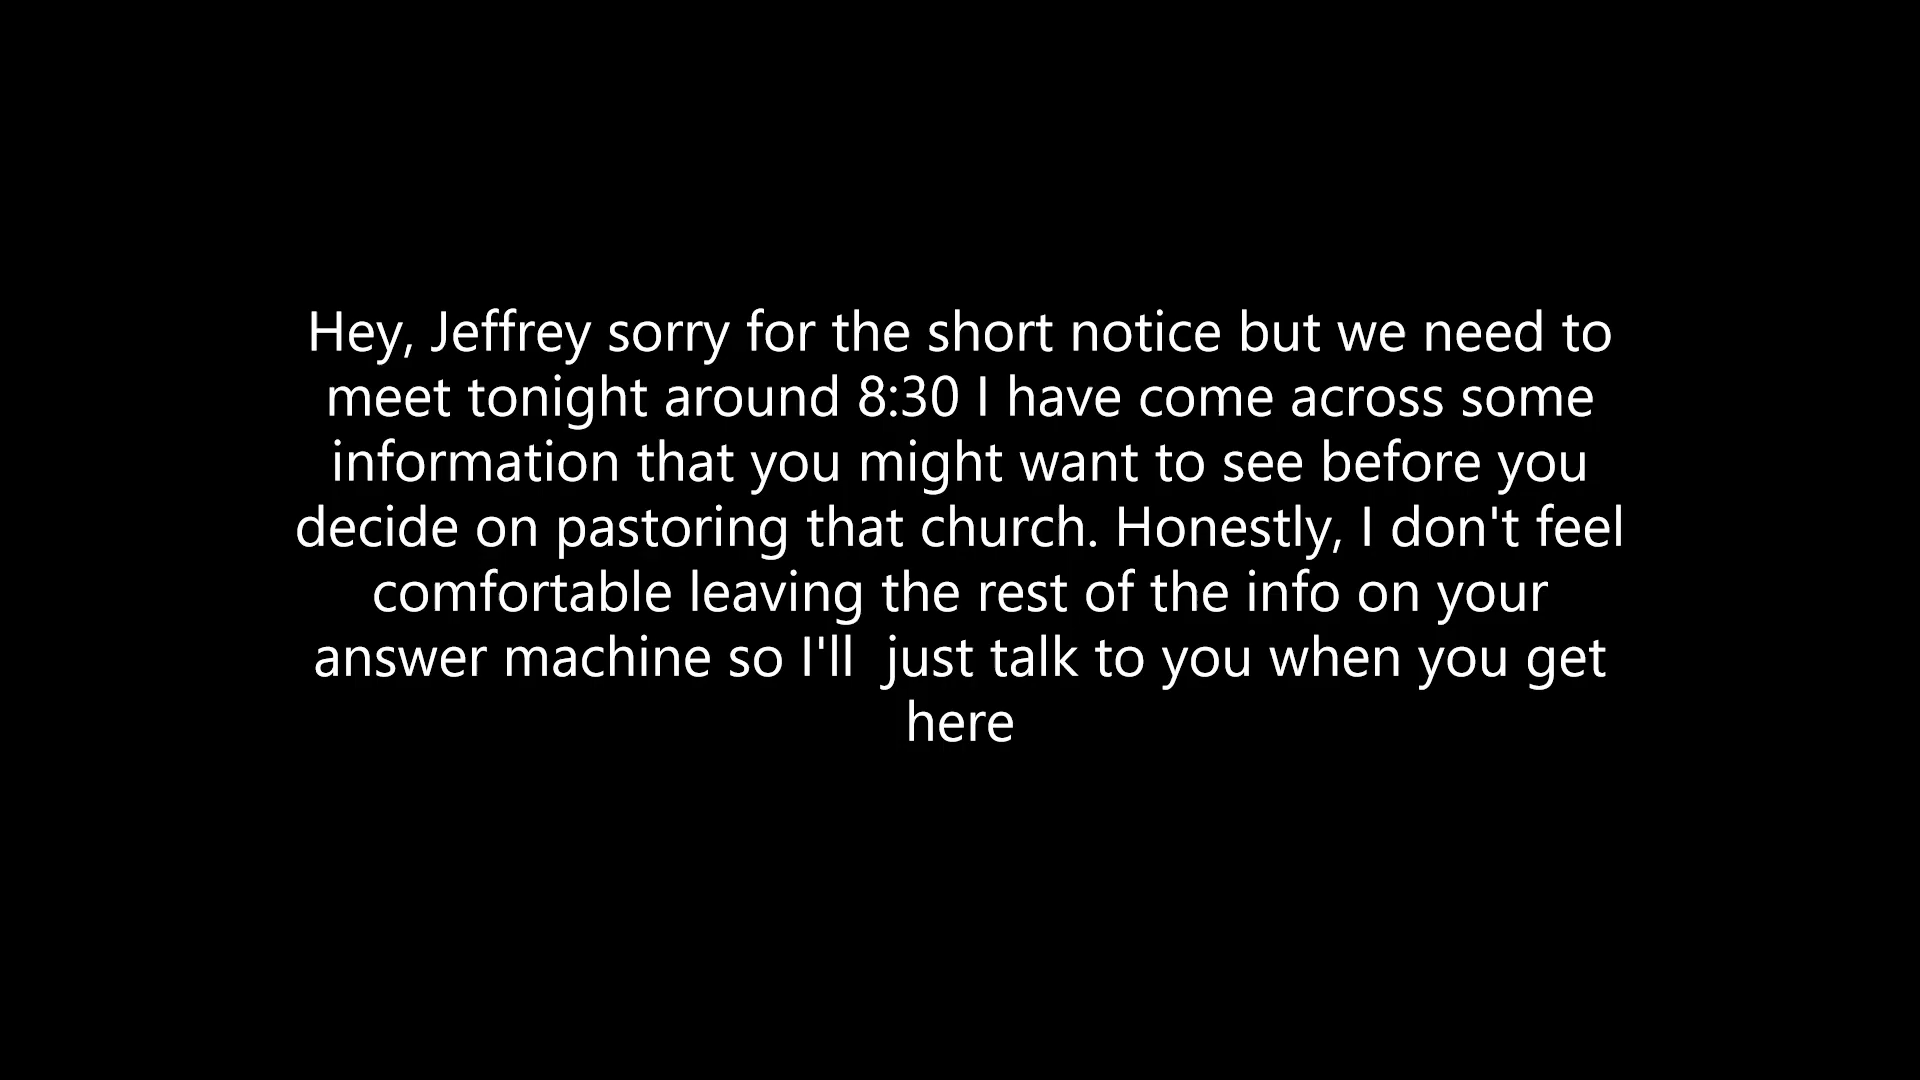 Hey, Jeffrey sorry for the short notice but we need to
meet tonight around 8:30 I have come across some
information that you might want to see before you
decide on pastoring that church. Honestly, I don't feel
comfortable leaving the rest of the info on your
answer machine so I'll  just talk to you when you get
here